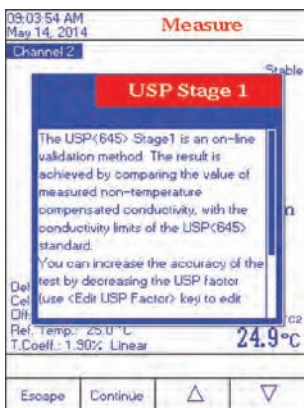 09:03:54 AM
May 14, 2014
Measure
Channel 2
Stable
USP Stage 1
The USP<645> Stage1 is an on-line
validation method. The result is
achieved by comparing the value of
measured non-temperature
compensated conductivity, with the
conductivity limits of the USP<645>
standard.
You can increase the accuracy of the
test by decreasing the USP factor
(use <Edit USP Factor> key to edit
n
Cel
Ref. Temp.: 25.0 °C
T.Coeff.: 1.90% Linear
24.9°C
Escape
Continue